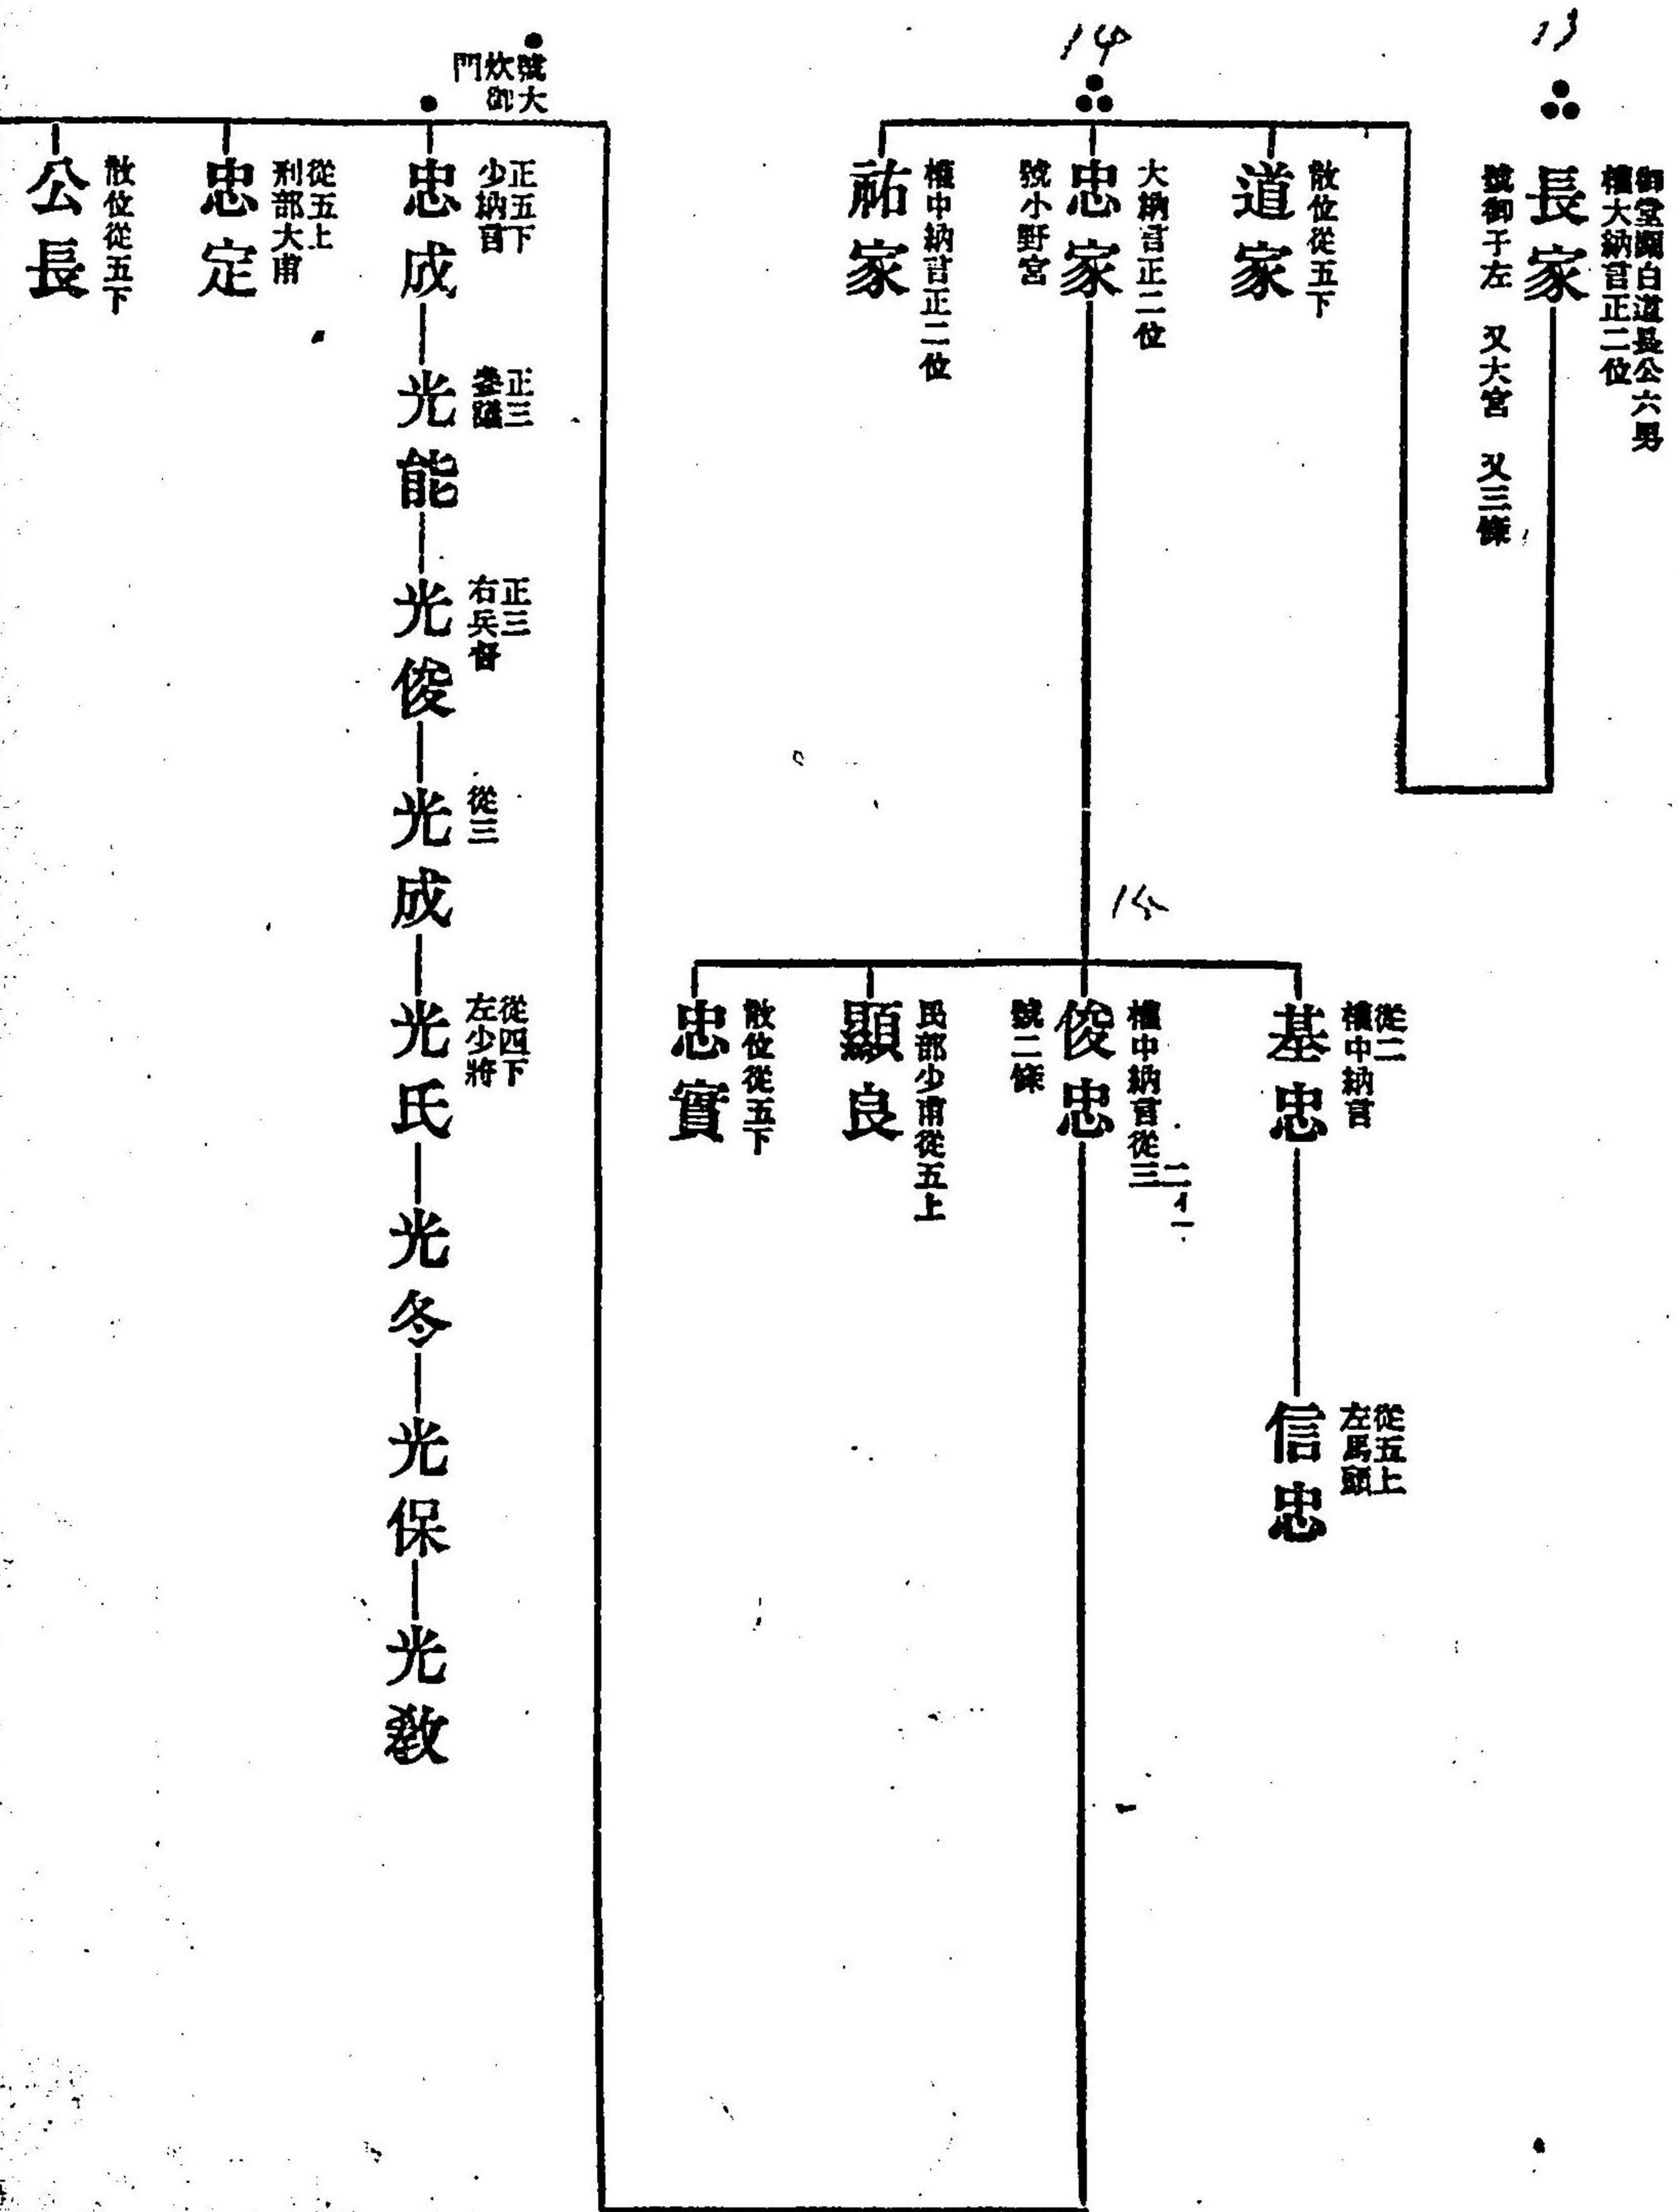 13
御堂關白道長公六男
權大納言正二位
長家
號御子左 又大宮 又三條
散位從五下
道家
14
大納言正二位
忠家
號小野宮
權中納言正二位
祐家
從二
權中納言
基忠
從五上
左馬頭
信忠
15
二イ
權中納言從三
俊忠
號二條
民部少甫從五上
顯良
散位從五下
忠實
號大
炊御
門
正五下
少納言
忠成
正三
參議
光能
正三
右兵督
光俊
從三
光成
從四下
左少將
光氏
光冬
光保
光教
從五上
刑部大甫
忠定
散位從五下
公長